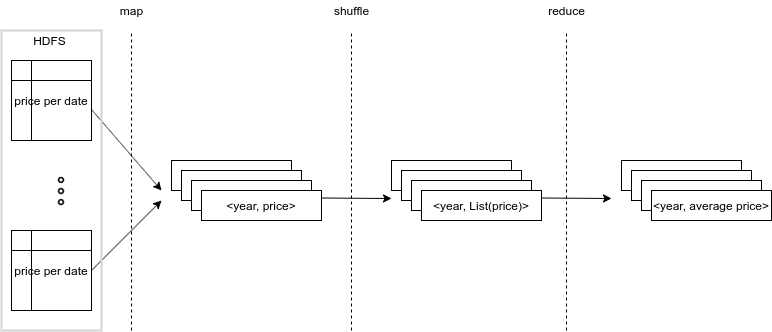 map
shuffle
reduce
HDFS
price per date
price per date
<year, price>
<year, List(price)>
<year, average price>